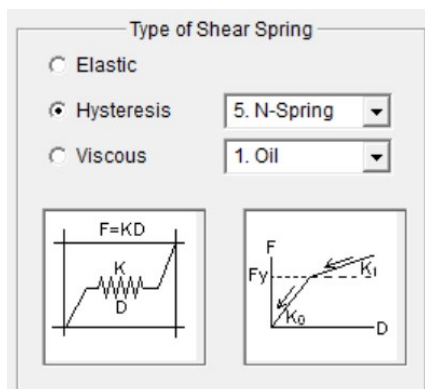 Type of Shear Spring
Elastic
Hysteresis 5. N-Spring
Viscous 1. Oil
F=KD
K
D
F
Fy
K₁
K₀
D